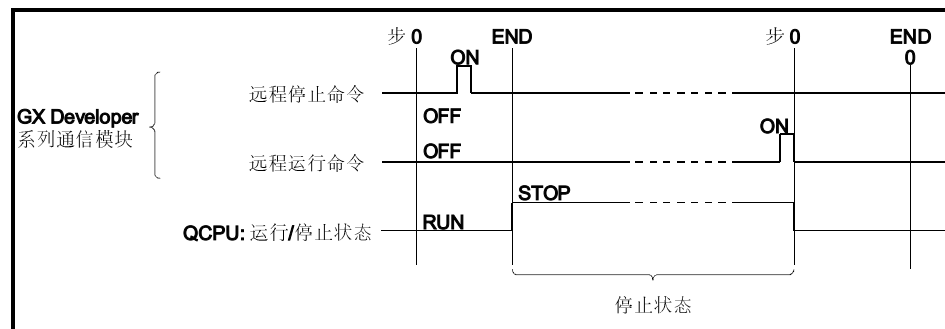 步 0 END 步 0 END
ON 0
远程停止命令
GX Developer OFF
系列通信模块 ON
远程运行命令 OFF
STOP
QCPU: 运行/停止状态 RUN
停止状态